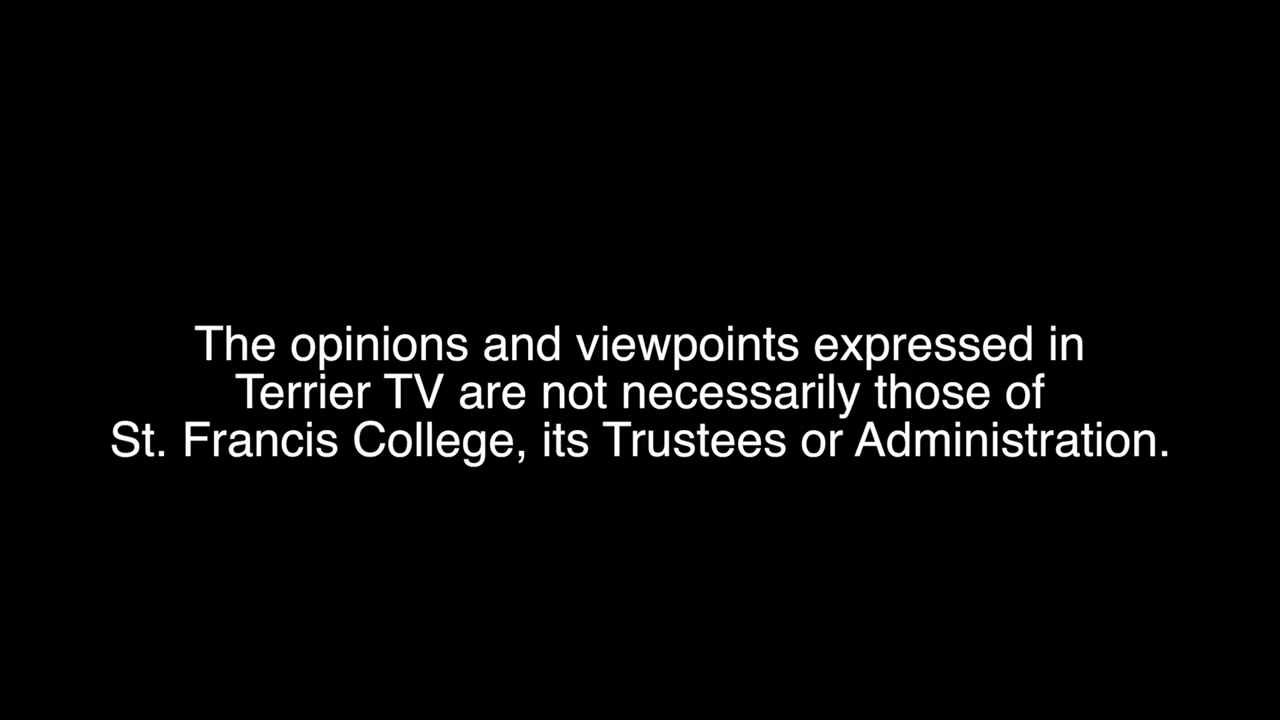 The opinions and viewpoints expressed in
Terrier TV are not necessarily those of
St. Francis College, its Trustees or Administration.